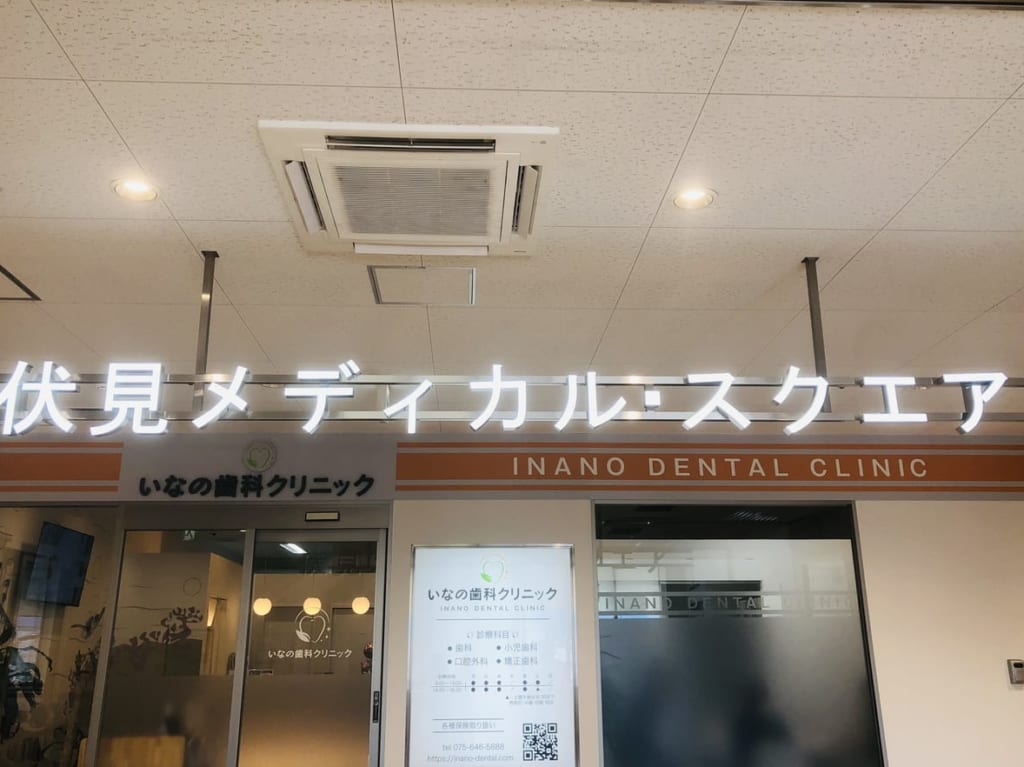 伏見メディカル・スクエア
いなの歯科クリニック
INANO DENTAL CLINIC
いなの歯科クリニック
INANO DENTAL CLINIC
診療科目
● 歯科 ● 小児歯科
● 口腔外科 ● 矯正歯科
各種保険取り扱い
tel 075-646-5888
https://inano-dental.com
いなの歯科クリニック
INANO DENTAL CLINIC